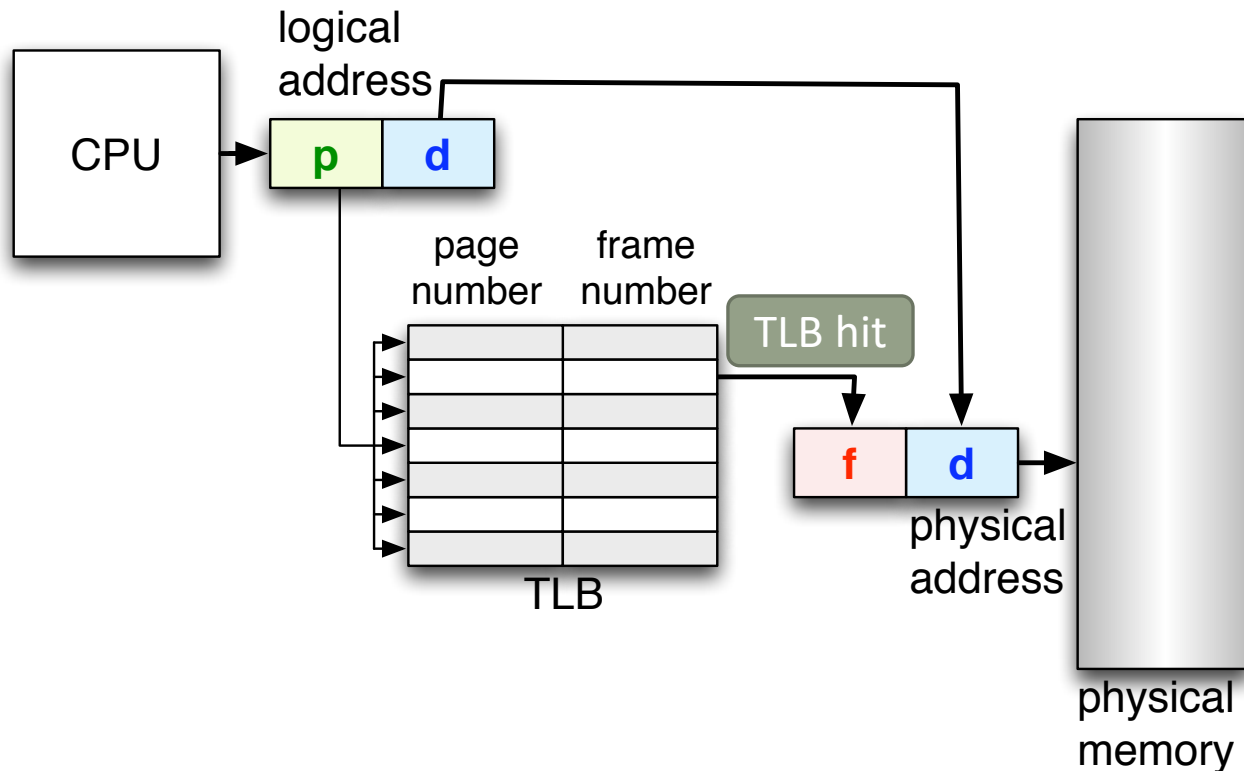 logical
address
CPU
p
d
page
number
frame
number
TLB hit
f
d
physical
address
TLB
physical
memory